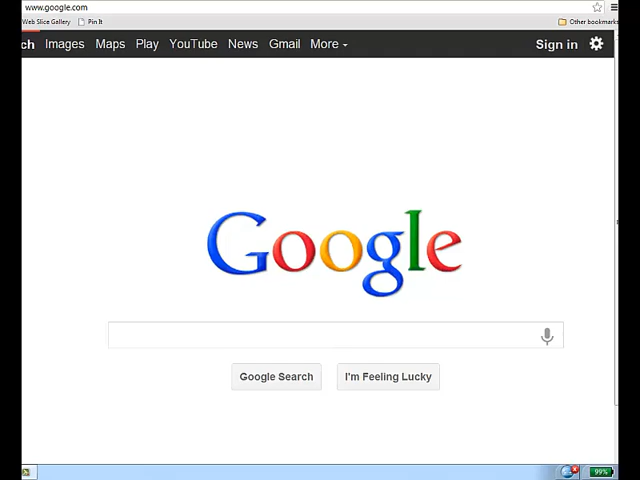 www.google.com
Web Slice Gallery Pin It Other bookmarks
ch Images Maps Play YouTube News Gmail More Sign in
Google
Google Search I'm Feeling Lucky
99%